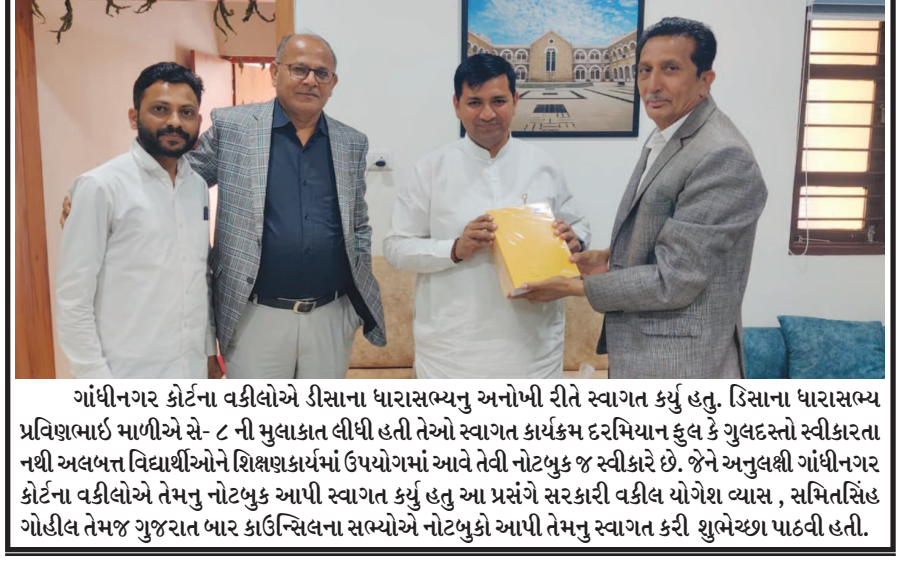 ગાંધીનગર કોર્ટના વકીલોએ ડીસાના ધારાસભ્યનુ અનોખી રીતે સ્વાગત કર્યુ હતુ. ડિસાના ધારાસભ્ય
પ્રવિણભાઇ માળીએ સે- ૮ ની મુલાકાત લીધી હતી તેઓ સ્વાગત કાર્યક્રમ દરમિયાન ફુલ કે ગુલદસ્તો સ્વીકારતા
નથી અલબત્ત વિદ્યાર્થીઓને શિક્ષણકાર્યમાં ઉપયોગમાં આવે તેવી નોટબુક જ સ્વીકારે છે. જેને અનુલક્ષી ગાંધીનગર
કોર્ટના વકીલોએ તેમનુ નોટબુક આપી સ્વાગત કર્યુ હતુ આ પ્રસંગે સરકારી વકીલ યોગેશ વ્યાસ , સમિતસિંહ
ગોહીલ તેમજ ગુજરાત બાર કાઉન્સિલના સભ્યોએ નોટબુકો આપી તેમનુ સ્વાગત કરી શુભેચ્છા પાઠવી હતી.